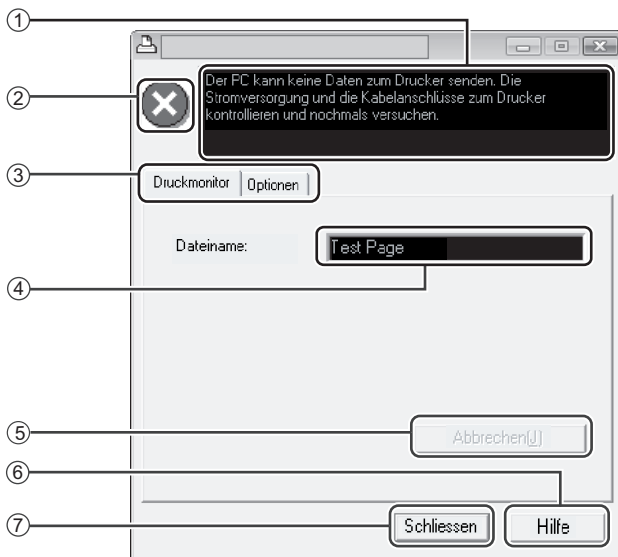 ①
Der PC kann keine Daten zum Drucker senden. Die
②
Stromversorgung und die Kabelanschlüsse zum Drucker
kontrollieren und nochmals versuchen.
③
Druckmonitor Optionen
Dateiname: Test Page
④
⑤
Abbrechen(J)
⑥
⑦
Schliessen Hilfe